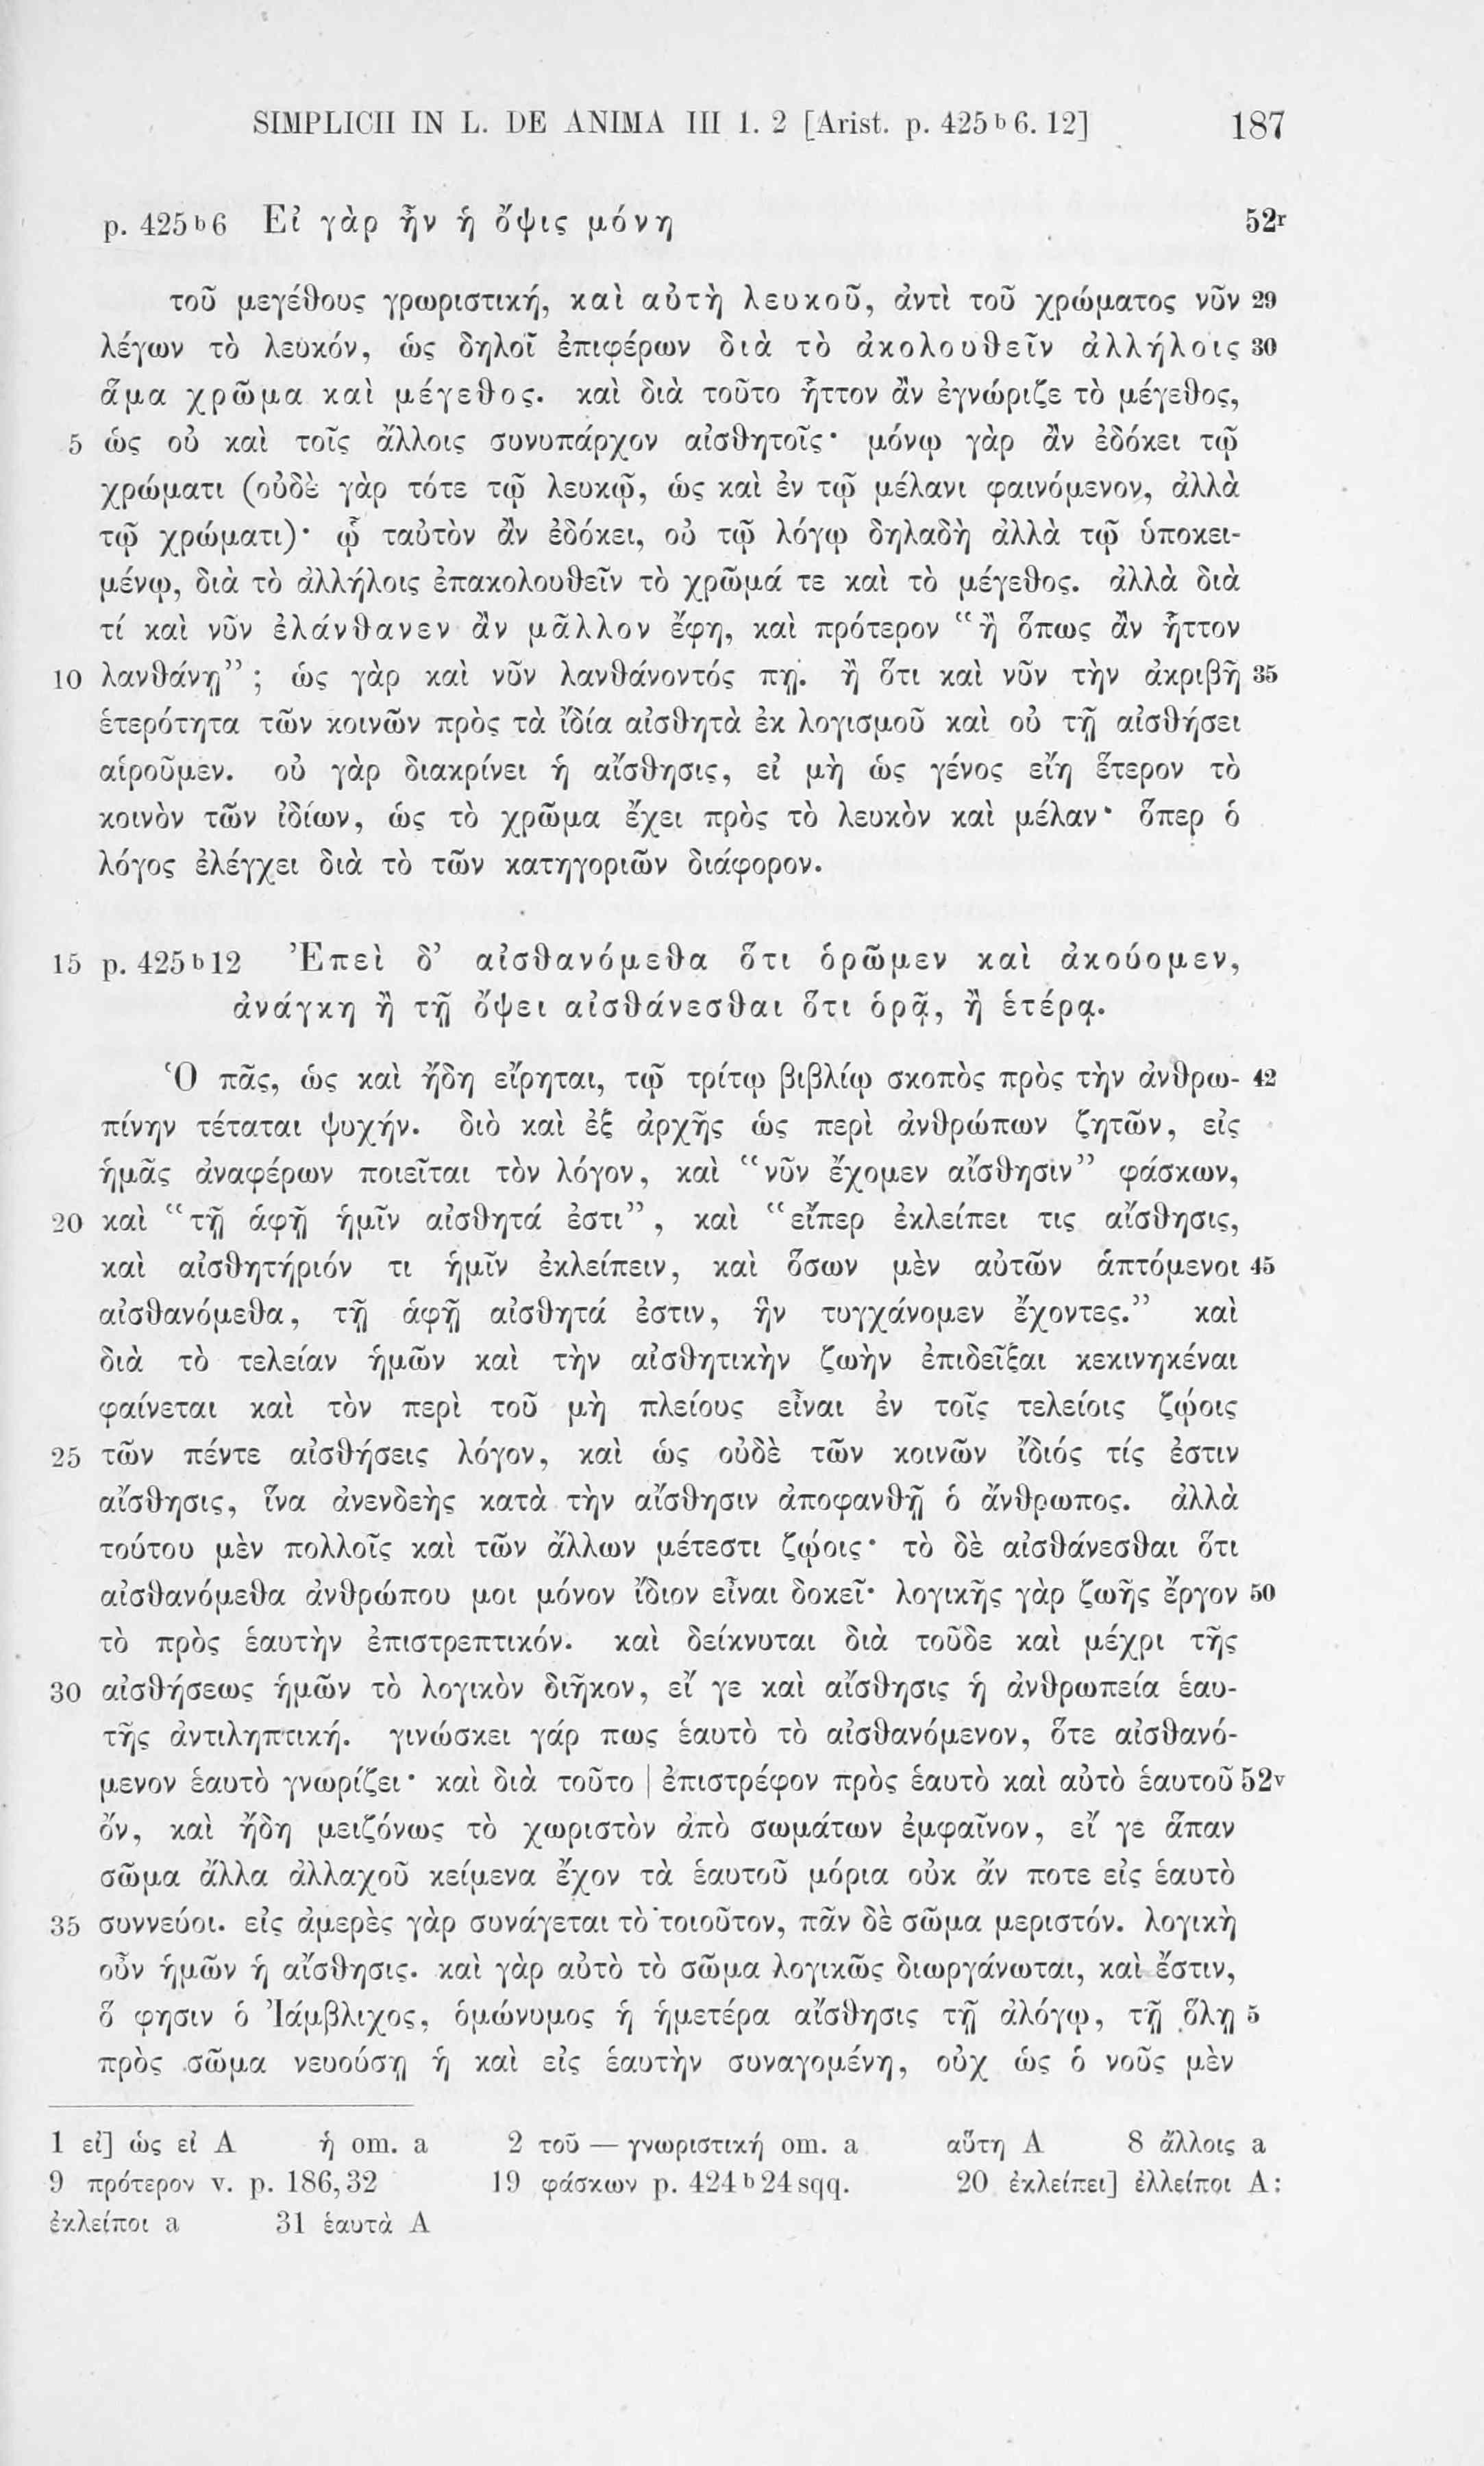 SIMPLICII IN L. DE ANIMA III 1. 2 [Arist. p. 425ᵇ6. 12] 187
p. 425ᵇ6 Εἰ γὰρ ἦν ἡ ὄψις μόνη 52ʳ
τοῦ μεγέθους γρωριστική, καὶ αὐτὴ λευκοῦ, ἀντὶ τοῦ χρώματος νῦν 29
λέγων τὸ λευκόν, ὡς δηλοῖ ἐπιφέρων διὰ τὸ ἀκολουθεῖν ἀλλήλοις 30
ἅμα χρῶμα καὶ μέγεθος. καὶ διὰ τοῦτο ἧττον ἂν ἐγνώριζε τὸ μέγεθος,
5 ὡς οὐ καὶ τοῖς ἄλλοις συνυπάρχον αἰσθητοῖς· μόνῳ γὰρ ἂν ἐδόκει τῷ
χρώματι (οὐδὲ γὰρ τότε τῷ λευκῷ, ὡς καὶ ἐν τῷ μέλανι φαινόμενον, ἀλλὰ
τῷ χρώματι)· ᾧ ταὐτὸν ἂν ἐδόκει, οὐ τῷ λόγῳ δηλαδὴ ἀλλὰ τῷ ὑποκει-
μένῳ, διὰ τὸ ἀλλήλοις ἐπακολουθεῖν τὸ χρῶμά τε καὶ τὸ μέγεθος. ἀλλὰ διὰ
τί καὶ νῦν ἐλάνθανεν ἂν μᾶλλον ἔφη, καὶ πρότερον “ἢ ὅπως ἂν ἧττον
10 λανθάνῃ”; ὡς γὰρ καὶ νῦν λανθάνοντός πῃ. ἢ ὅτι καὶ νῦν τὴν ἀκριβῆ 35
ἑτερότητα τῶν κοινῶν πρὸς τὰ ἴδία αἰσθητὰ ἐκ λογισμοῦ καὶ οὐ τῇ αἰσθήσει
αἱροῦμεν. οὐ γὰρ διακρίνει ἡ αἴσθησις, εἰ μὴ ὡς γένος εἴη ἕτερον τὸ
κοινὸν τῶν ἰδίων, ὡς τὸ χρῶμα ἔχει πρὸς τὸ λευκὸν καὶ μέλαν· ὅπερ ὁ
λόγος ἐλέγχει διὰ τὸ τῶν κατηγοριῶν διάφορον.
15 p. 425ᵇ12 Ἐπεὶ δ’ αἰσθανόμεθα ὅτι ὁρῶμεν καὶ ἀκούομεν,
ἀνάγκη ἢ τῇ ὄψει αἰσθάνεσθαι ὅτι ὁρᾷ, ἢ ἑτέρᾳ.
Ὁ πᾶς, ὡς καὶ ἤδη εἴρηται, τῷ τρίτῳ βιβλίῳ σκοπὸς πρὸς τὴν ἀνθρω- 42
πίνην τέταται ψυχήν. διὸ καὶ ἐξ ἀρχῆς ὡς περὶ ἀνθρώπων ζητῶν, εἰς
ἡμᾶς ἀναφέρων ποιεῖται τὸν λόγον, καὶ “νῦν ἔχομεν αἴσθησιν” φάσκων,
20 καὶ “τῇ ἁφῇ ἡμῖν αἰσθητά ἐστι”, καὶ “εἴπερ ἐκλείπει τις αἴσθησις,
καὶ αἰσθητήριόν τι ἡμῖν ἐκλείπειν, καὶ ὅσων μὲν αὐτῶν ἁπτόμενοι 45
αἰσθανόμεθα, τῇ ἁφῇ αἰσθητά ἐστιν, ἣν τυγχάνομεν ἔχοντες.” καὶ
διὰ τὸ τελείαν ἡμῶν καὶ τὴν αἰσθητικὴν ζωὴν ἐπιδεῖξαι κεκινηκέναι
φαίνεται καὶ τὸν περὶ τοῦ μὴ πλείους εἶναι ἐν τοῖς τελείοις ζῴοις
25 τῶν πέντε αἰσθήσεις λόγον, καὶ ὡς οὐδὲ τῶν κοινῶν ἴδιός τίς ἐστιν
αἴσθησις, ἵνα ἀνενδεὴς κατὰ τὴν αἴσθησιν ἀποφανθῇ ὁ ἄνθρωπος. ἀλλὰ
τούτου μὲν πολλοῖς καὶ τῶν ἄλλων μέτεστι ζῴοις· τὸ δὲ αἰσθάνεσθαι ὅτι
αἰσθανόμεθα ἀνθρώπου μοι μόνον ἴδιον εἶναι δοκεῖ· λογικῆς γὰρ ζωῆς ἔργον 50
τὸ πρὸς ἑαυτὴν ἐπιστρεπτικόν. καὶ δείκνυται διὰ τοῦδε καὶ μέχρι τῆς
30 αἰσθήσεως ἡμῶν τὸ λογικὸν διῆκον, εἴ γε καὶ αἴσθησις ἡ ἀνθρωπεία ἑαυ-
τῆς ἀντιληπτική. γινώσκει γάρ πως ἑαυτὸ τὸ αἰσθανόμενον, ὅτε αἰσθανό-
μενον ἑαυτὸ γνωρίζει· καὶ διὰ τοῦτο | ἐπιστρέφον πρὸς ἑαυτὸ καὶ αὐτὸ ἑαυτοῦ 52ᵛ
ὄν, καὶ ἤδη μειζόνως τὸ χωριστὸν ἀπὸ σωμάτων ἐμφαῖνον, εἴ γε ἅπαν
σῶμα ἄλλα ἀλλαχοῦ κείμενα ἔχον τὰ ἑαυτοῦ μόρια οὐκ ἄν ποτε εἰς ἑαυτὸ
35 συννεύοι. εἰς ἀμερὲς γὰρ συνάγεται τὸ τοιοῦτον, πᾶν δὲ σῶμα μεριστόν. λογικὴ
οὖν ἡμῶν ἡ αἴσθησις. καὶ γὰρ αὐτὸ τὸ σῶμα λογικῶς διωργάνωται, καὶ ἔστιν,
ὅ φησιν ὁ Ἰάμβλιχος, ὁμώνυμος ἡ ἡμετέρα αἴσθησις τῇ ἀλόγῳ, τῇ ὅλῃ 5
πρὸς σῶμα νευούσῃ ἡ καὶ εἰς ἑαυτὴν συναγομένη, οὐχ ὡς ὁ νοῦς μὲν
1 εἰ] ὡς εἰ A ἡ om. a 2 τοῦ — γνωριστική om. a αὕτη A 8 ἄλλοις a
9 πρότερον v. p. 186,32 19 φάσκων p. 424ᵇ24sqq. 20 ἐκλείπει] ἐλλείποι A:
ἐκλείποι a 31 ἑαυτὰ A